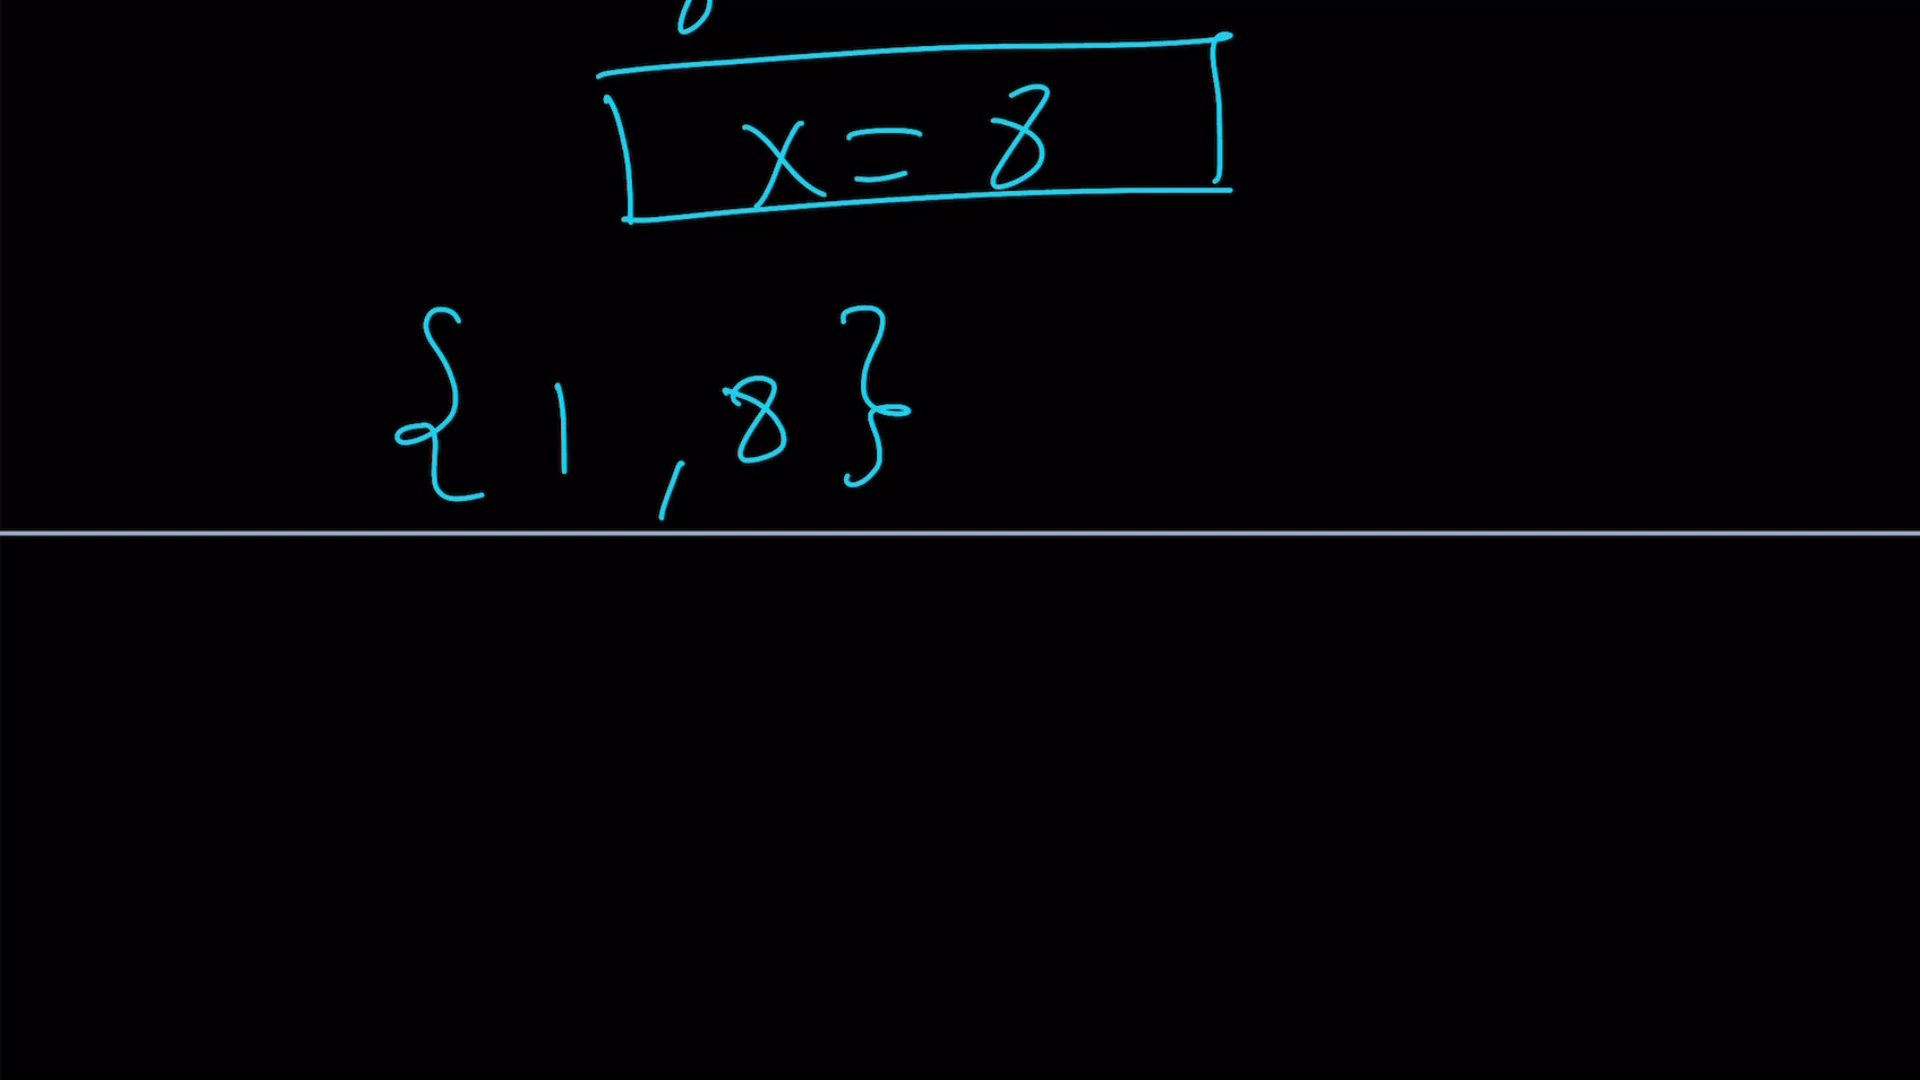 x = 8
{ 1 , 8 }